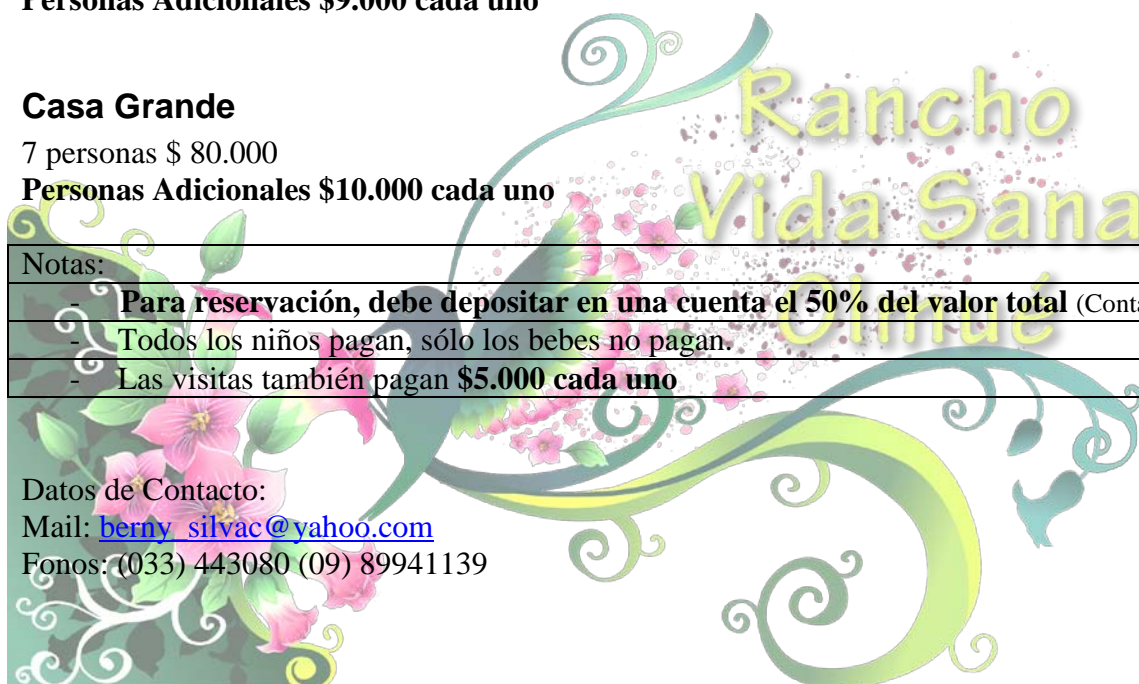 Personas Adicionales $9.000 cada uno
Casa Grande
7 personas $ 80.000
Personas Adicionales $10.000 cada uno
Rancho
Vida Sana
Olmué
Notas:
- Para reservación, debe depositar en una cuenta el 50% del valor total (Conta
- Todos los niños pagan, sólo los bebes no pagan.
- Las visitas también pagan $5.000 cada uno
Datos de Contacto:
Mail: berny_silvac@yahoo.com
Fonos: (033) 443080 (09) 89941139